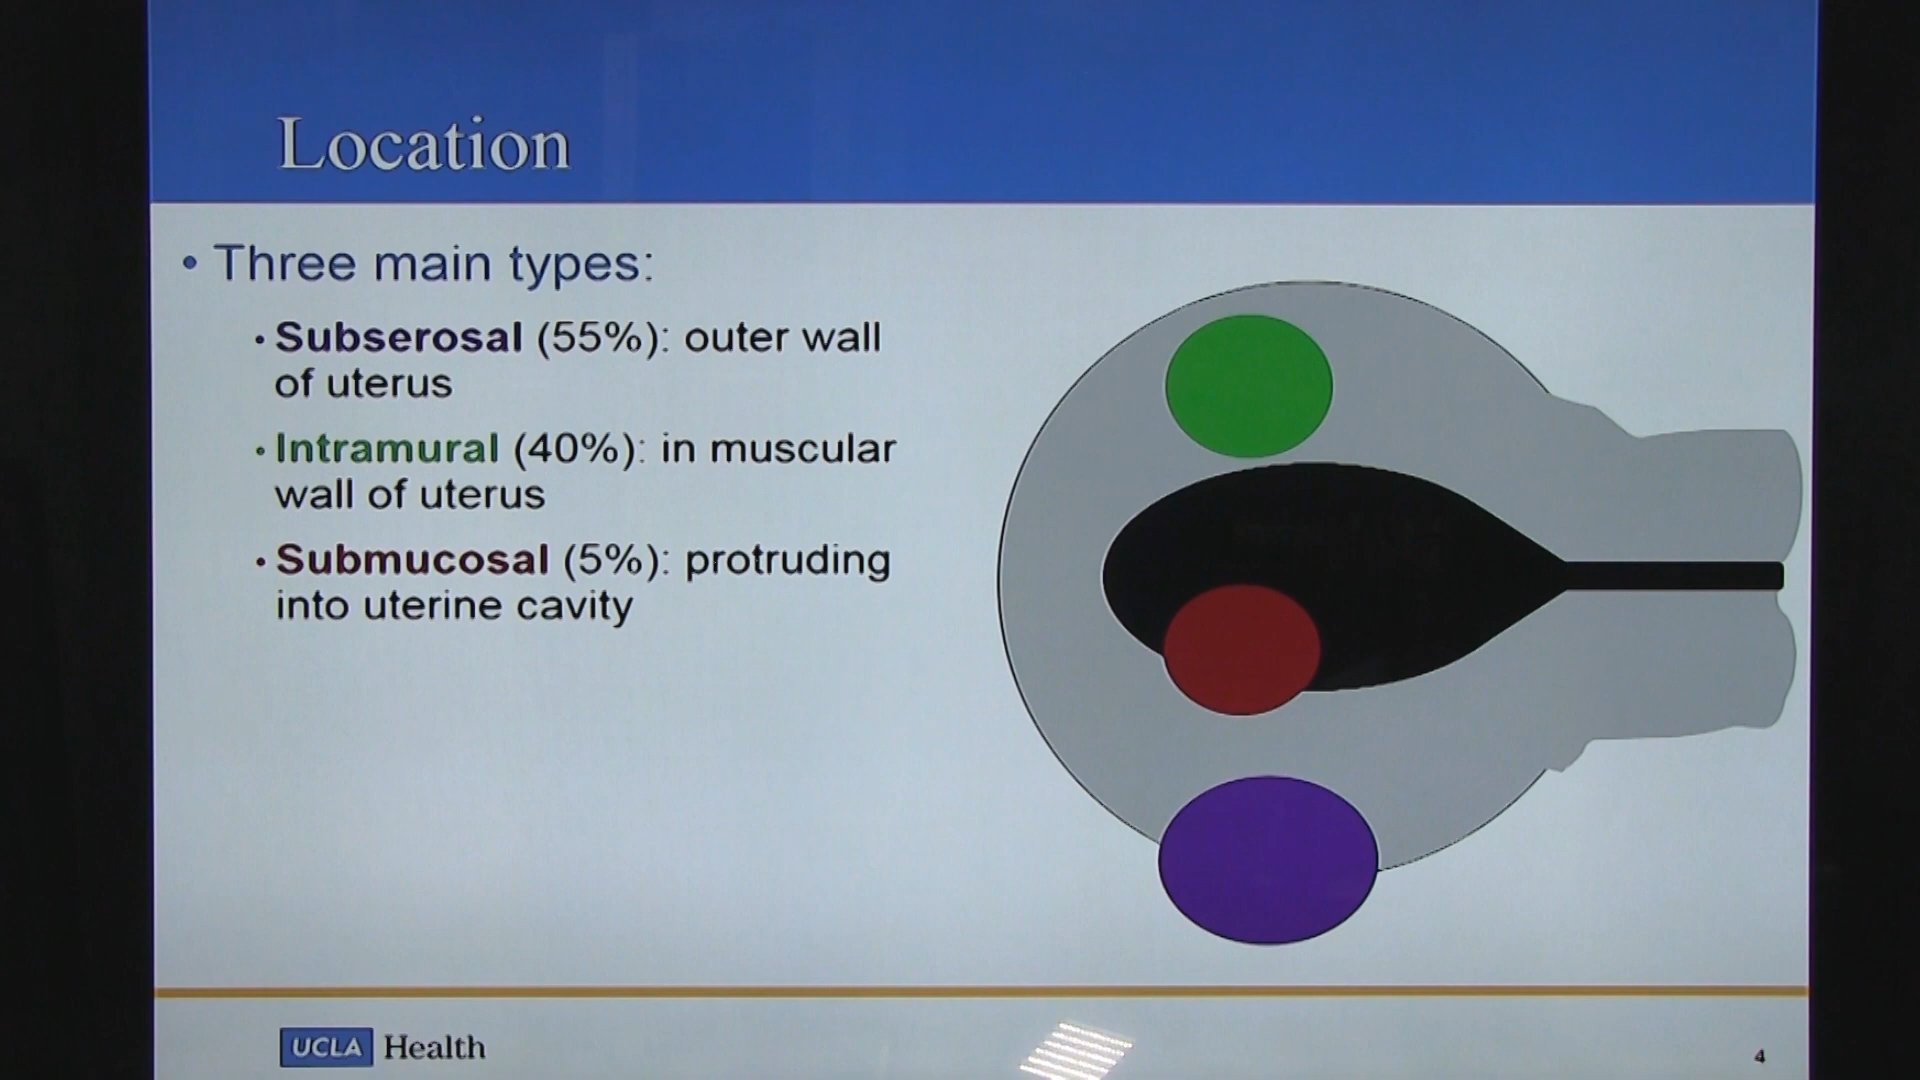 Location
• Three main types:
• Subserosal (55%): outer wall
of uterus
• Intramural (40%): in muscular
wall of uterus
• Submucosal (5%): protruding
into uterine cavity
UCLA Health
4